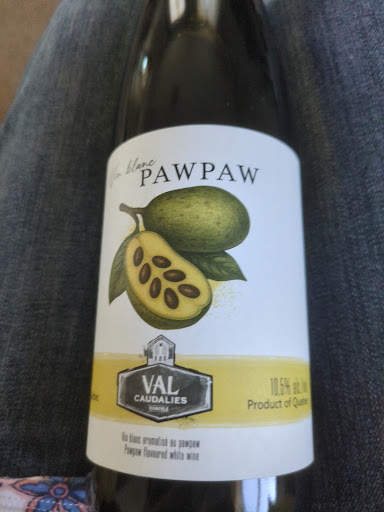 Vin blanc
PAWPAW
VAL
CAUDALIES
VIGNOBLE
10,5% alc./vol
Product of Quebec
Vin blanc aromatisé au pawpaw
Pawpaw flavoured white wine